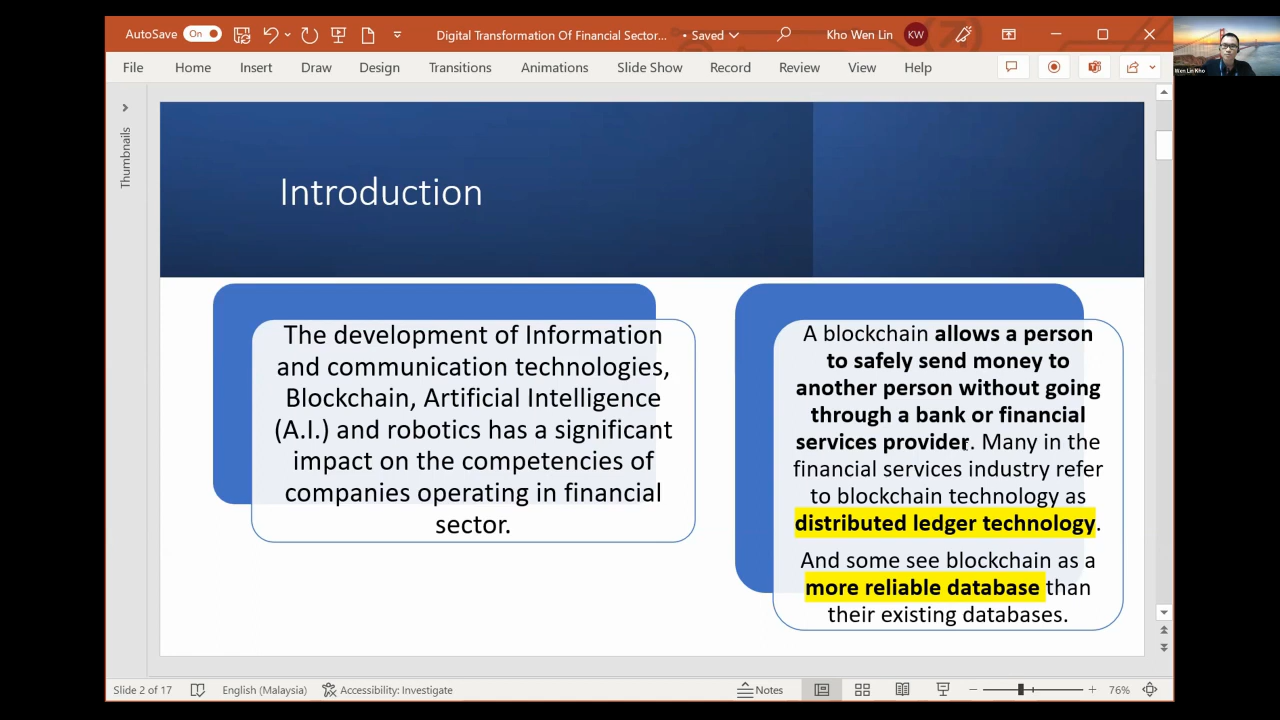 AutoSave On Digital Transformation Of Financial Sector... • Saved Kho Wen Lin KW
Wen Lin Kho
File Home Insert Draw Design Transitions Animations Slide Show Record Review View Help
Thumbnails
Introduction
The development of Information
and communication technologies,
Blockchain, Artificial Intelligence
(A.I.) and robotics has a significant
impact on the competencies of
companies operating in financial
sector.
A blockchain allows a person
to safely send money to
another person without going
through a bank or financial
services provider. Many in the
financial services industry refer
to blockchain technology as
distributed ledger technology.
And some see blockchain as a
more reliable database than
their existing databases.
Slide 2 of 17 English (Malaysia) Accessibility: Investigate Notes 76%